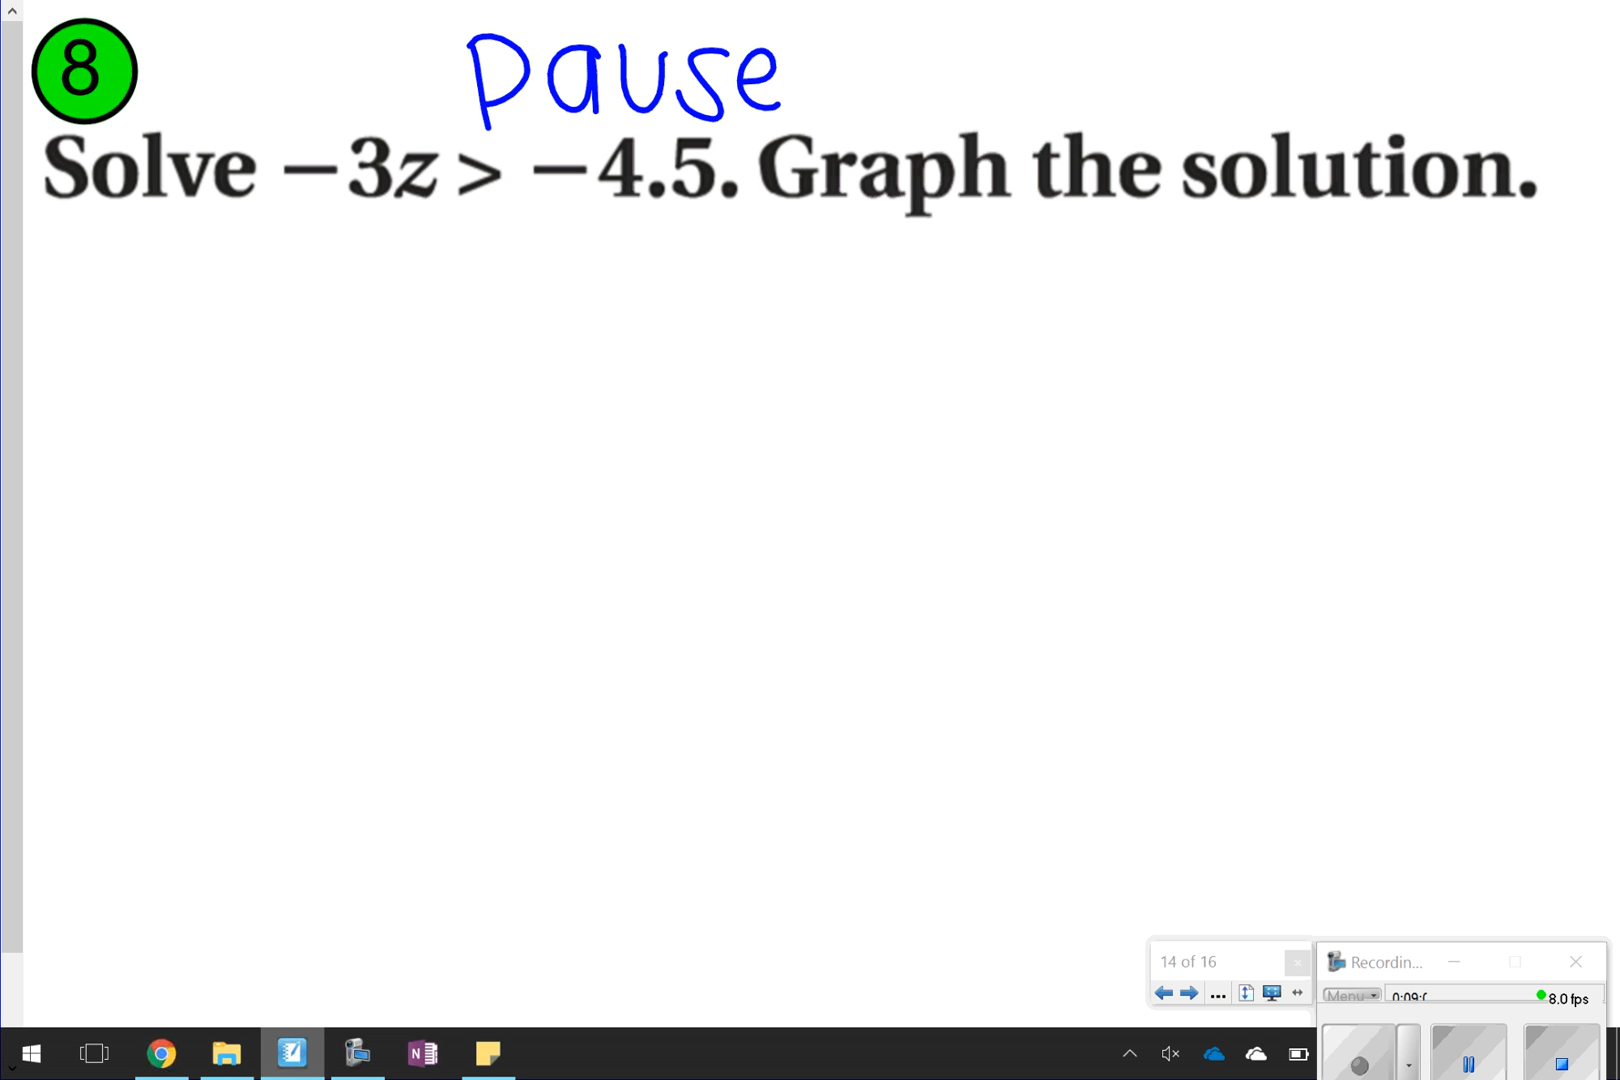 8
pause
Solve −3z > −4.5. Graph the solution.
14 of 16
Recordin...
Menu
8.0 fps
N